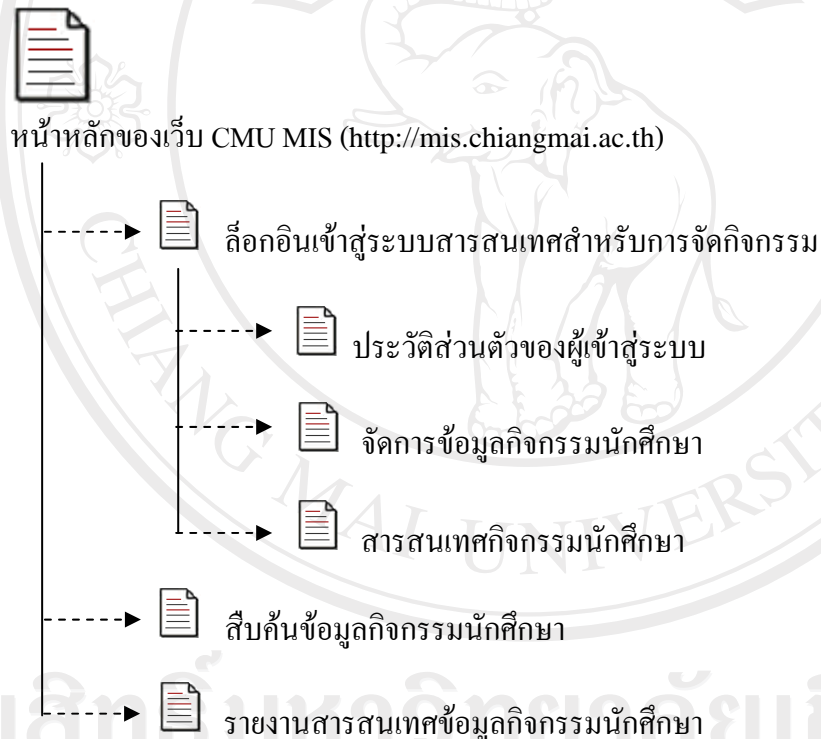 หน้าหลักของเว็บ CMU MIS (http://mis.chiangmai.ac.th)
ล็อกอินเข้าสู่ระบบสารสนเทศสำหรับการจัดกิจกรรม
ประวัติส่วนตัวของผู้เข้าสู่ระบบ
จัดการข้อมูลกิจกรรมนักศึกษา
สารสนเทศกิจกรรมนักศึกษา
สืบค้นข้อมูลกิจกรรมนักศึกษา
รายงานสารสนเทศข้อมูลกิจกรรมนักศึกษา
CHIANG MAI UNIVERSIT